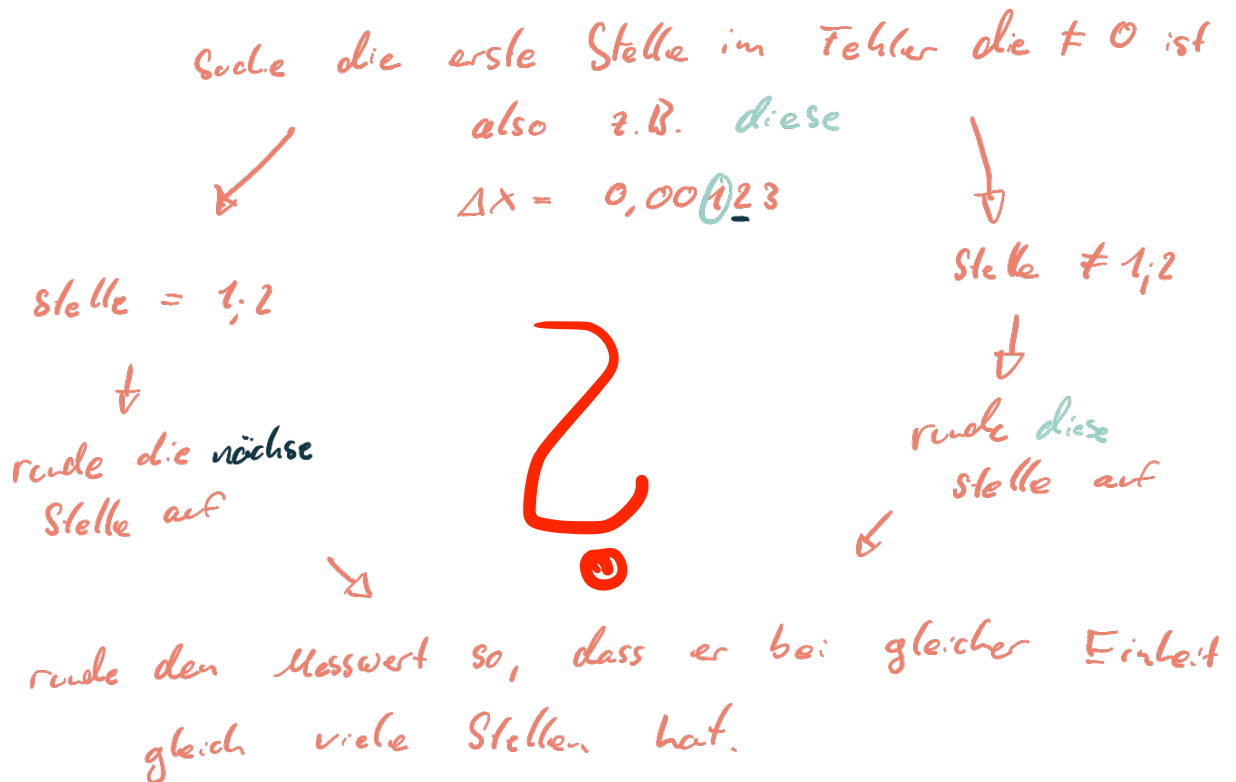 Suche die erste Stelle im Fehler die ≠ 0 ist
also z.B. diese
ΔX = 0,00123
Stelle = 1;2
Stelle ≠ 1;2
?
runde die nächse
Stelle auf
runde diese
Stelle auf
runde den Messwert so, dass er bei gleicher Einheit
gleich viele Stellen hat.